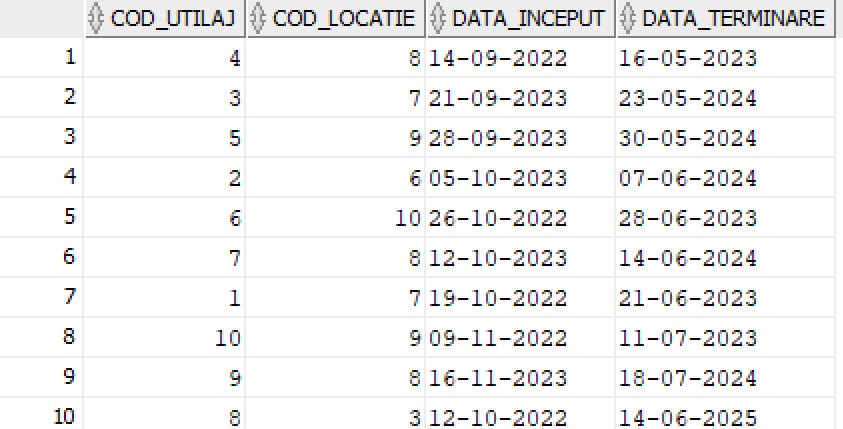 COD_UTILAJ COD_LOCATIE DATA_INCEPUT DATA_TERMINARE
1 4 8 14-09-2022 16-05-2023
2 3 7 21-09-2023 23-05-2024
3 5 9 28-09-2023 30-05-2024
4 2 6 05-10-2023 07-06-2024
5 6 10 26-10-2022 28-06-2023
6 7 8 12-10-2023 14-06-2024
7 1 7 19-10-2022 21-06-2023
8 10 9 09-11-2022 11-07-2023
9 9 8 16-11-2023 18-07-2024
10 8 3 12-10-2022 14-06-2025